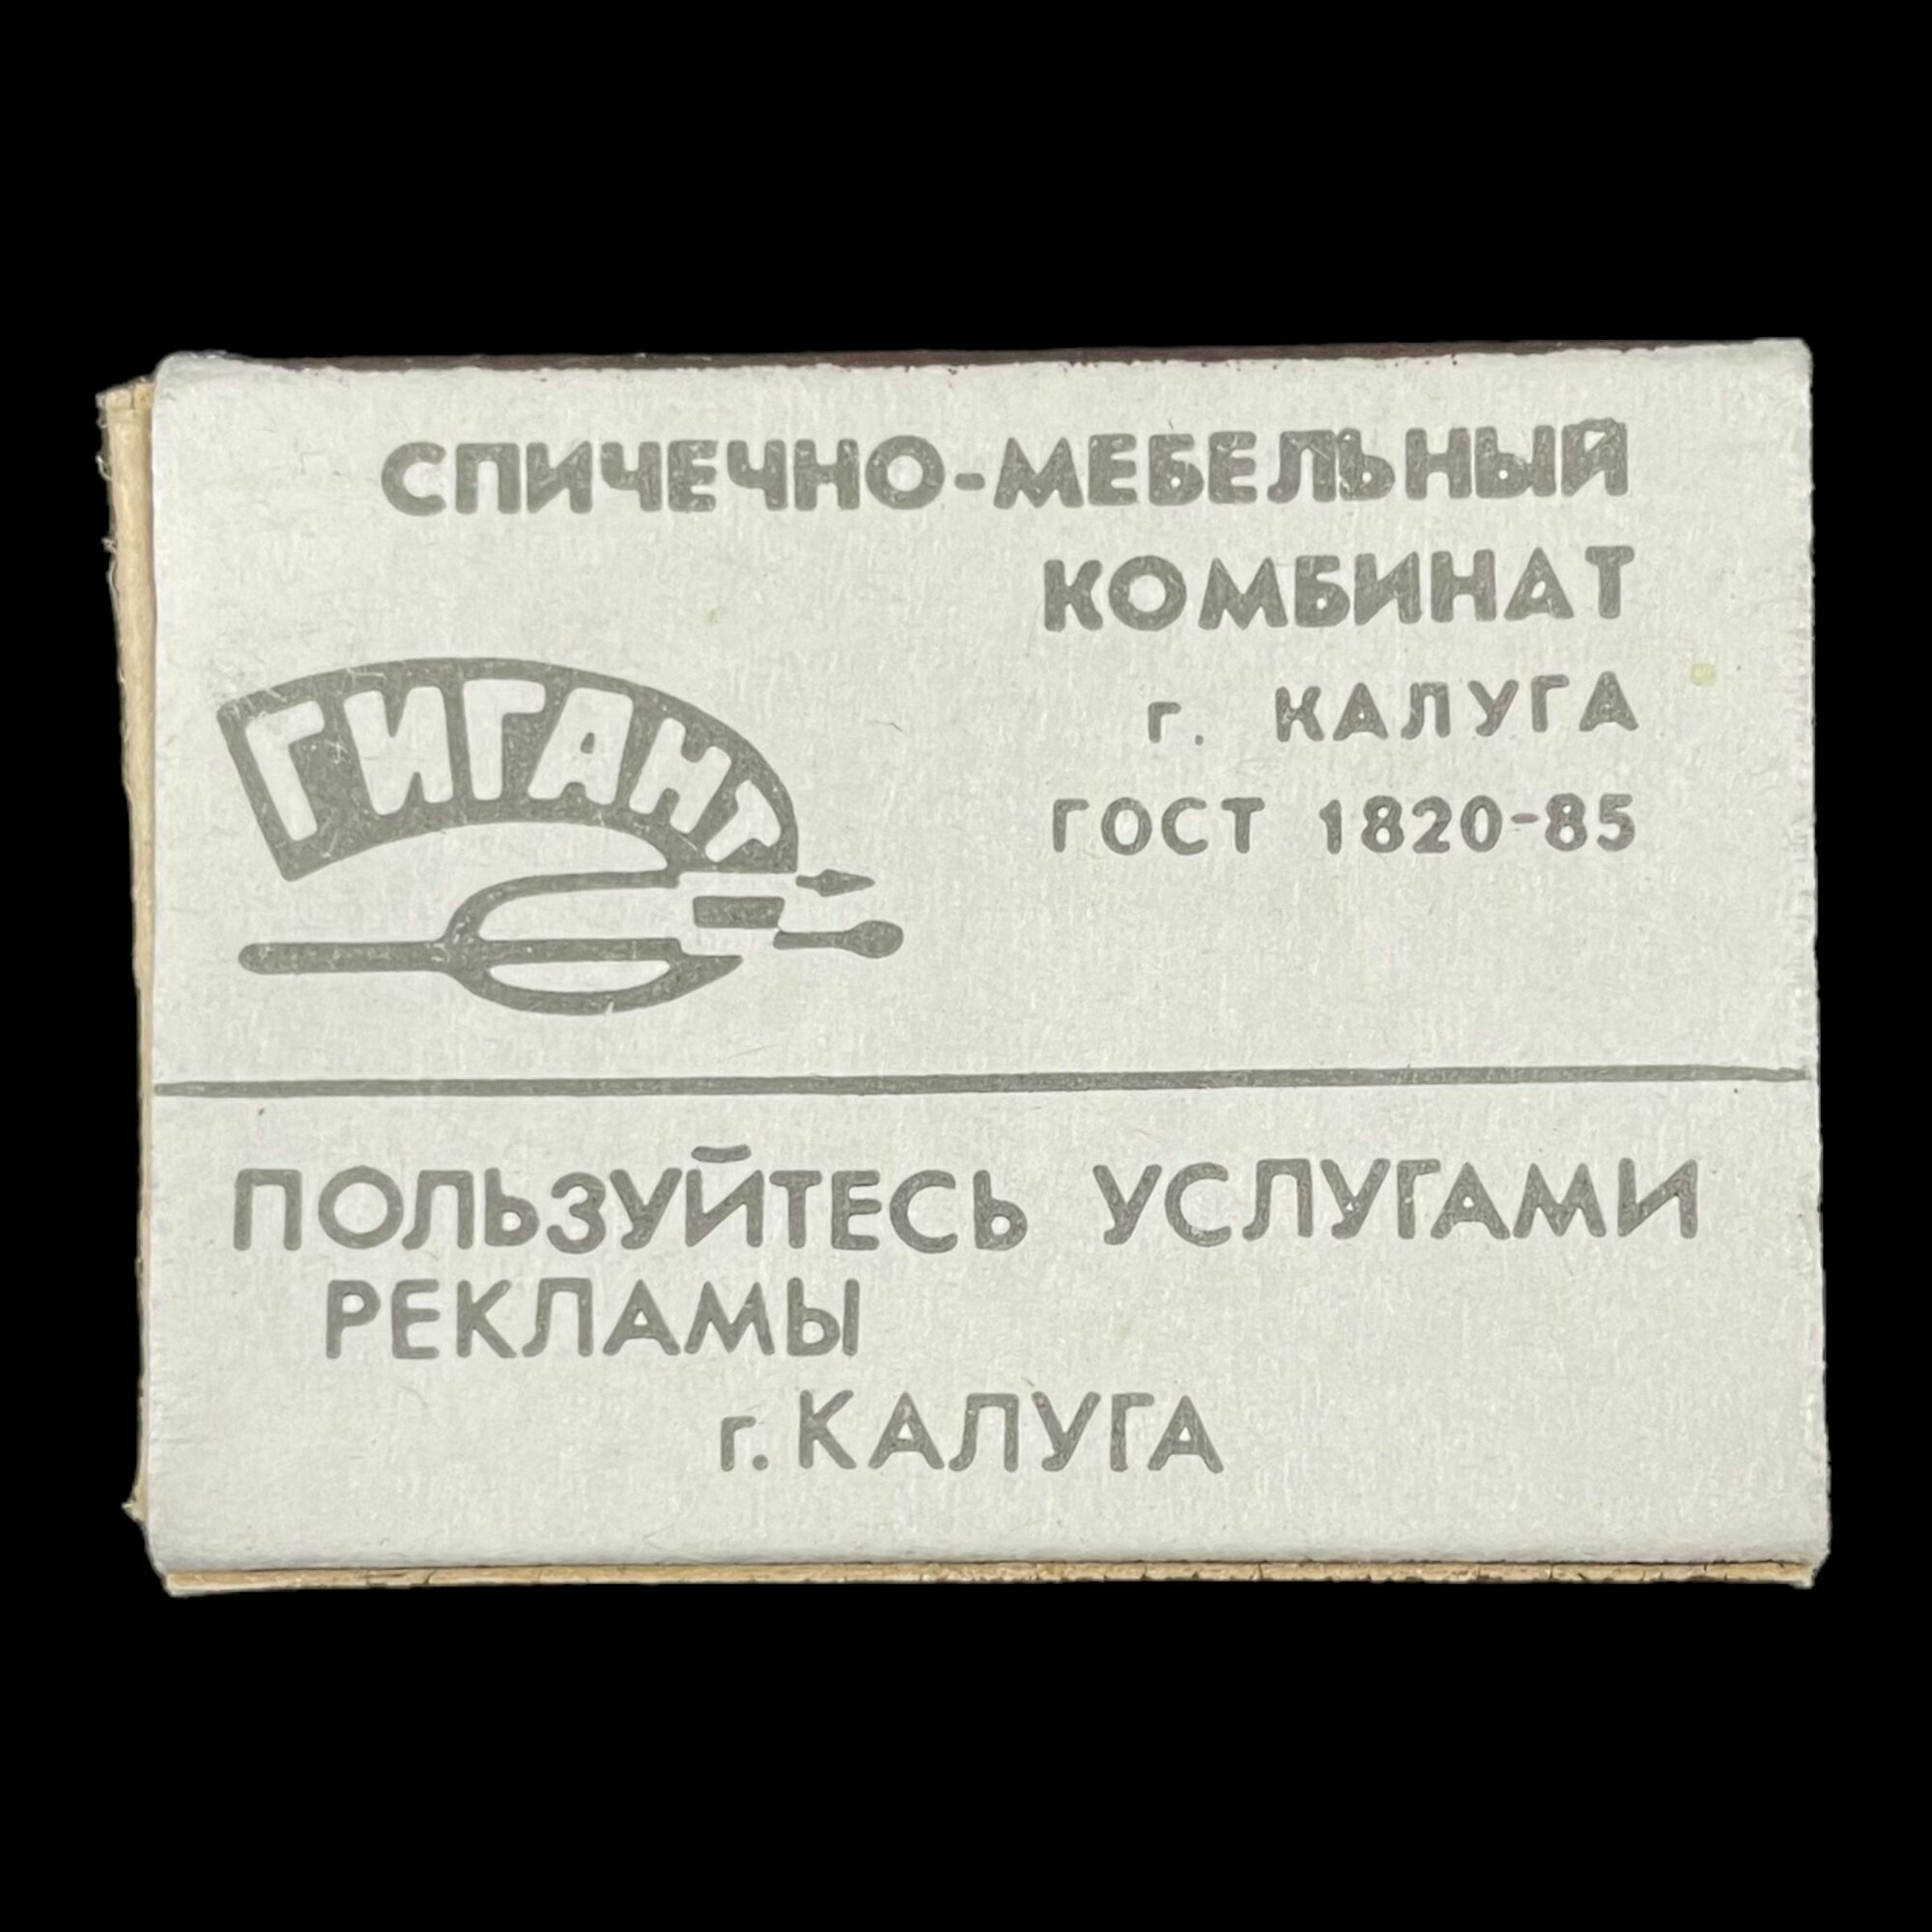 СПИЧЕЧНО-МЕБЕЛЬНЫЙ
КОМБИНАТ
г. КАЛУГА
ГОСТ 1820-85
ГИГАНТ
ПОЛЬЗУЙТЕСЬ УСЛУГАМИ
РЕКЛАМЫ
г. КАЛУГА